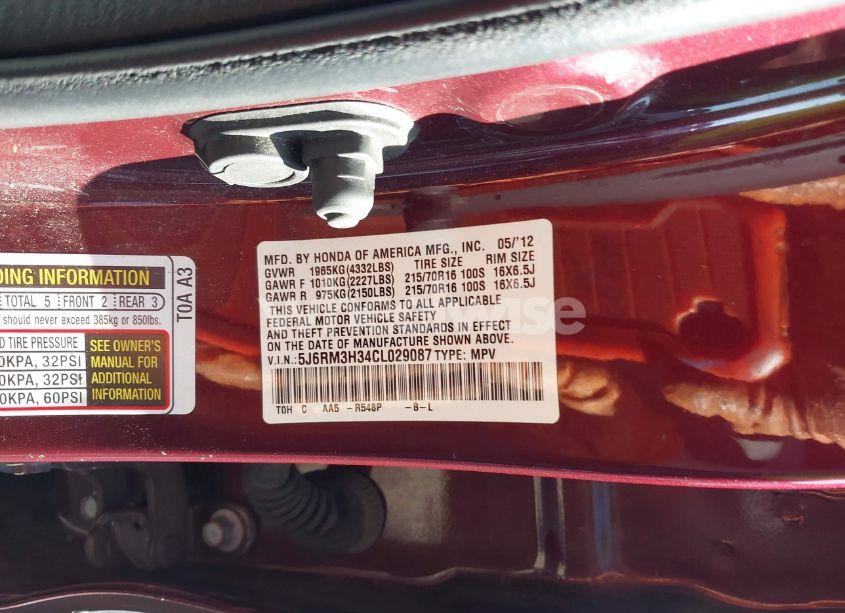 DING INFORMATION
TOTAL 5 FRONT 2 REAR 3
should never exceed 385kg or 850lbs.
TIRE PRESSURE
0KPA, 32PSI
0KPA, 32PSI
0KPA, 60PSI
SEE OWNER'S
MANUAL FOR
ADDITIONAL
INFORMATION
T0A A3
MFD. BY HONDA OF AMERICA MFG., INC. 05/'12
GVWR 1965KG(4332LBS) TIRE SIZE RIM SIZE
GAWR F 1010KG(2227LBS) 215/70R16 100S 16X6.5J
GAWR R 975KG(2150LBS) 215/70R16 100S 16X6.5J
THIS VEHICLE CONFORMS TO ALL APPLICABLE
FEDERAL MOTOR VEHICLE SAFETY
AND THEFT PREVENTION STANDARDS IN EFFECT
ON THE DATE OF MANUFACTURE SHOWN ABOVE.
V.I.N.: 5J6RM3H34CL029087 TYPE: MPV
T0H C AA5 -R548P -B-L